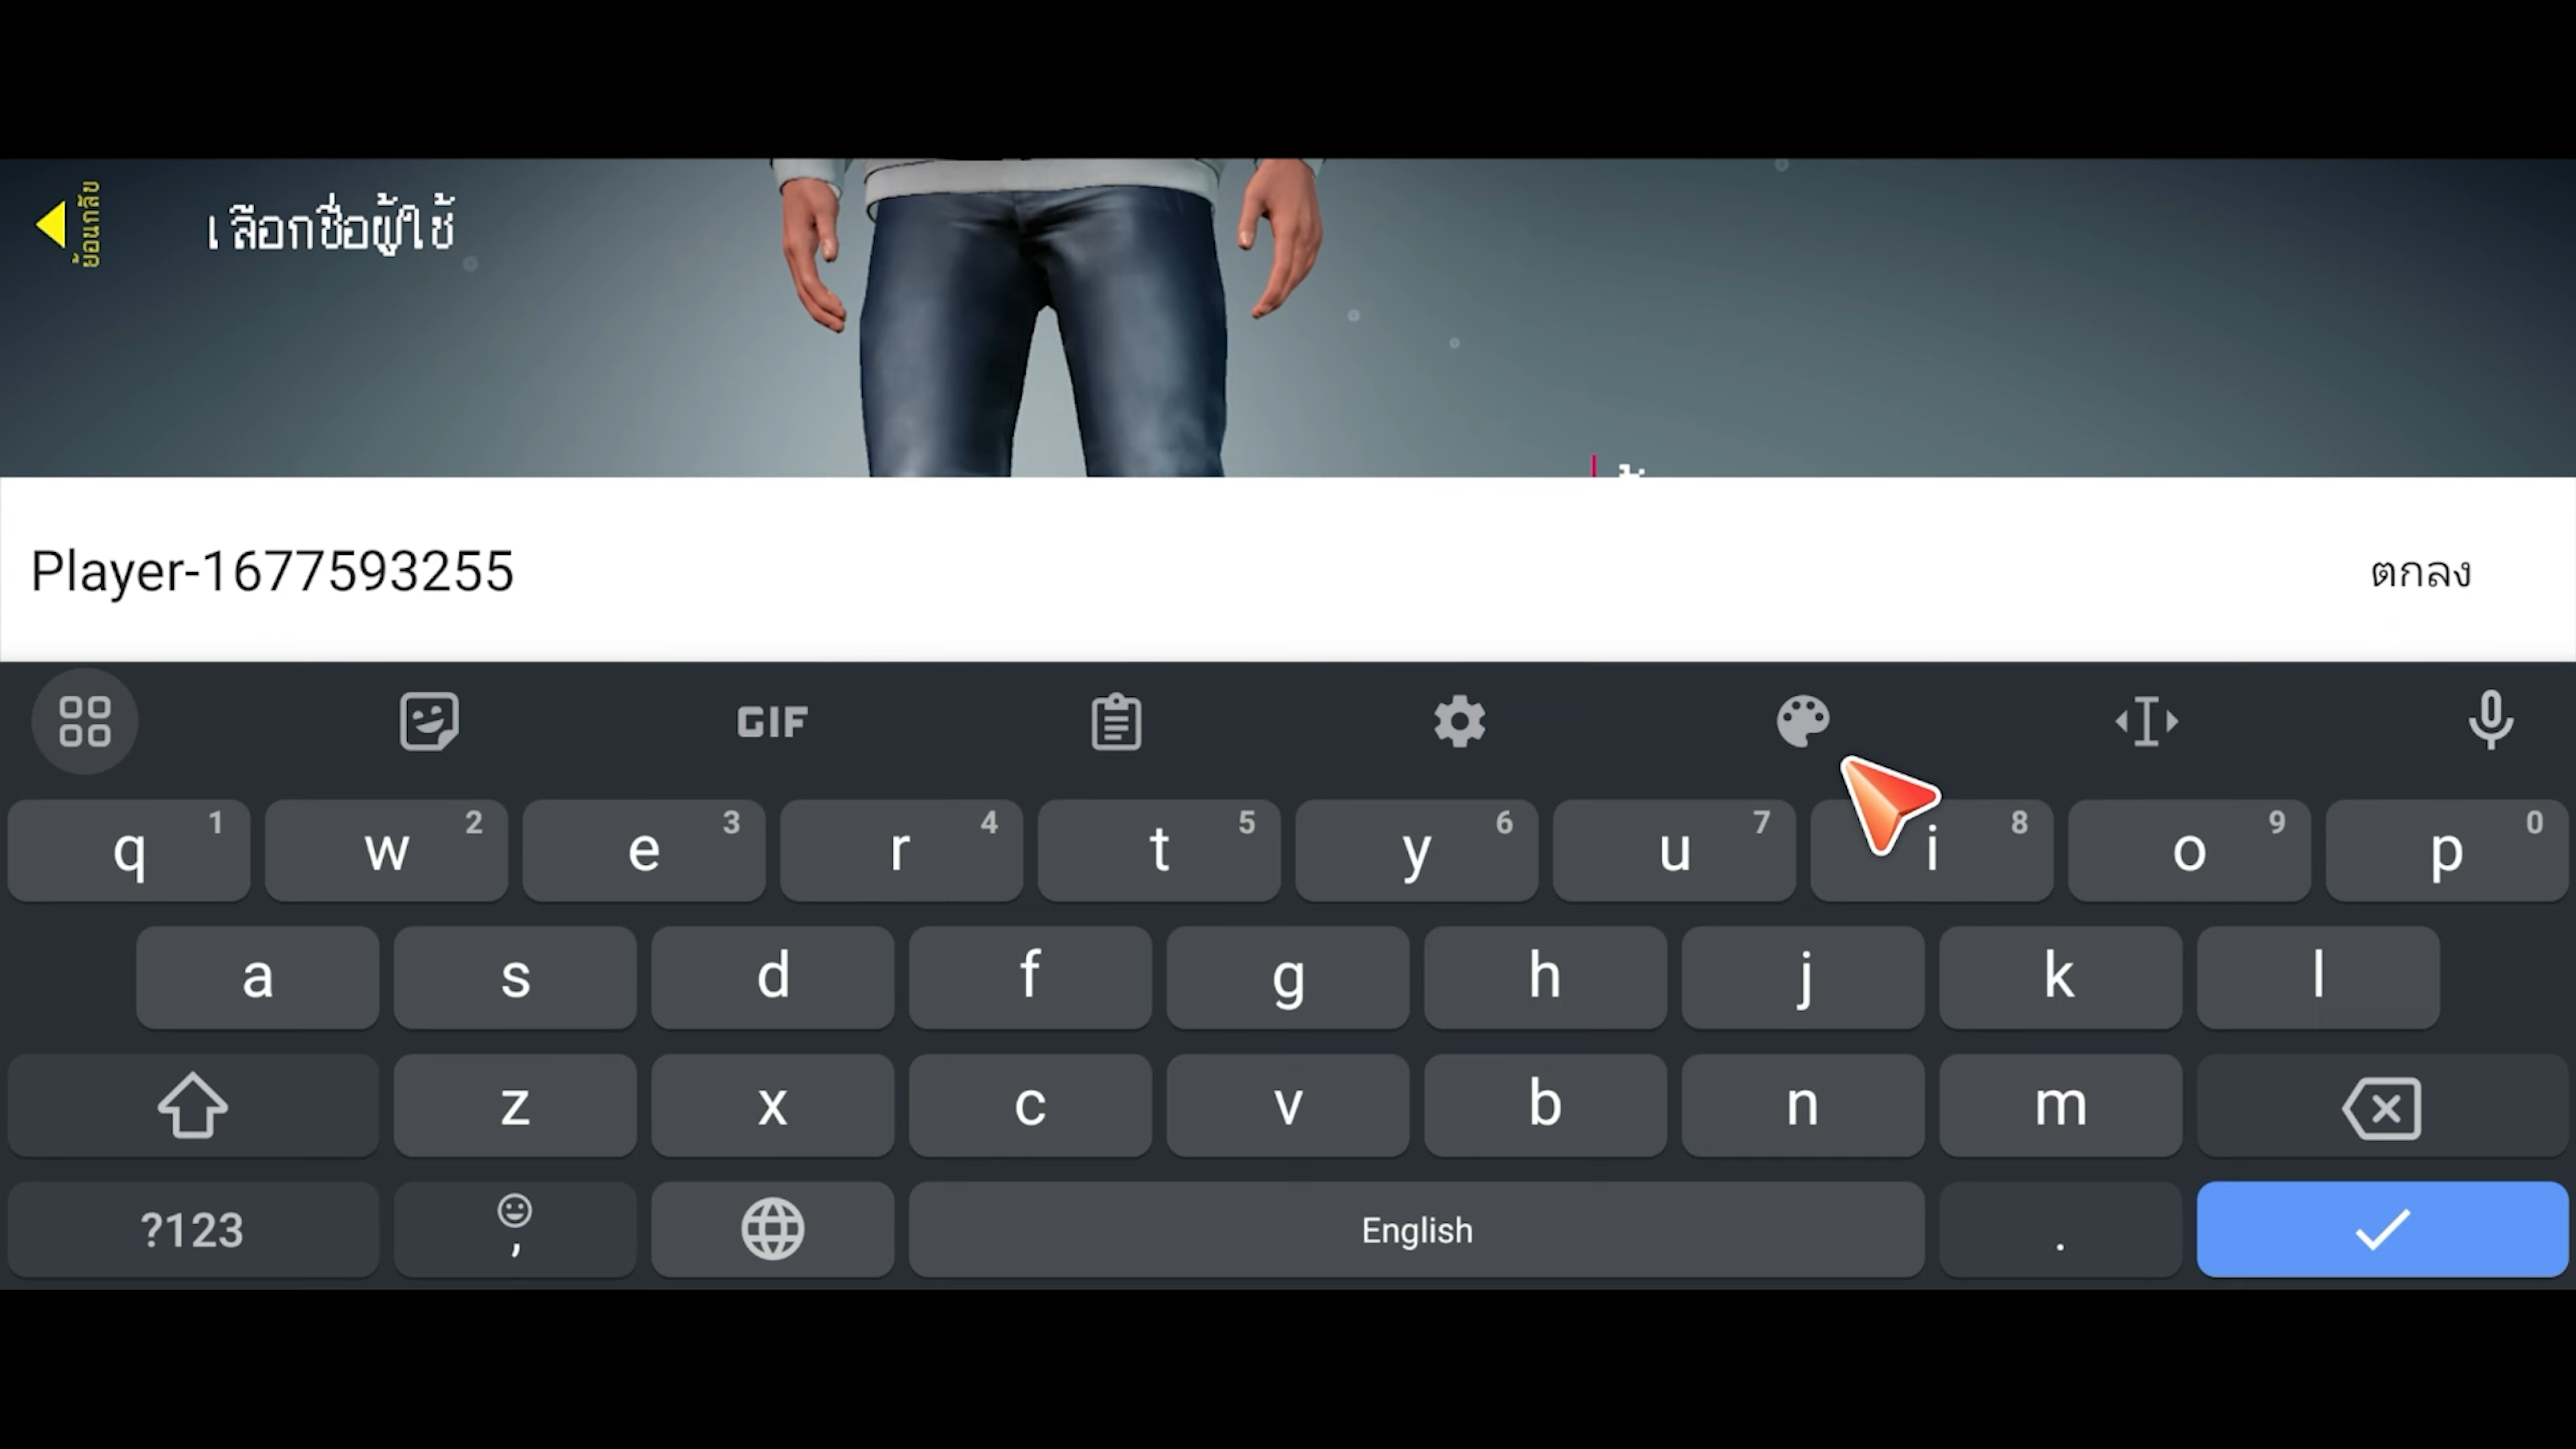 ย้อนกลับ
เลือกชื่อผู้ใช้
Player-1677593255
ตกลง
GIF
q 1 w 2 e 3 r 4 t 5 y 6 u 7 i 8 o 9 p 0
a s d f g h j k l
z x c v b n m
?123 , English .